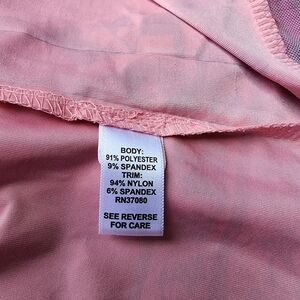 BODY:
91% POLYESTER
9% SPANDEX
TRIM:
94% NYLON
6% SPANDEX
RN37080
SEE REVERSE
FOR CARE